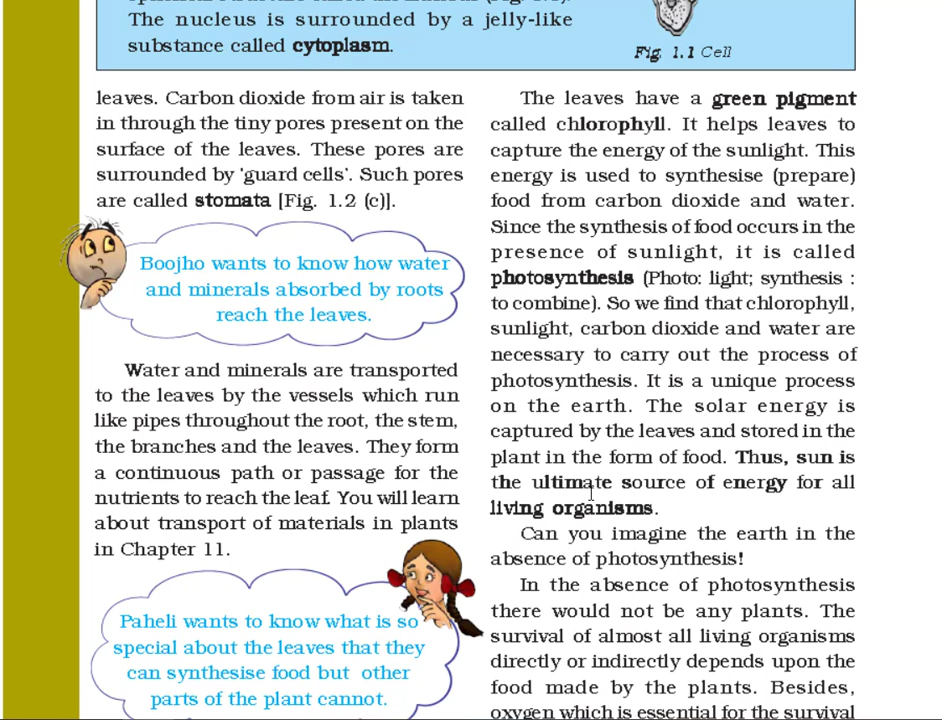 The nucleus is surrounded by a jelly-like
substance called cytoplasm.
Fig. 1.1 Cell
leaves. Carbon dioxide from air is taken
in through the tiny pores present on the
surface of the leaves. These pores are
surrounded by 'guard cells'. Such pores
are called stomata [Fig. 1.2 (c)].
Boojho wants to know how water
and minerals absorbed by roots
reach the leaves.
Water and minerals are transported
to the leaves by the vessels which run
like pipes throughout the root, the stem,
the branches and the leaves. They form
a continuous path or passage for the
nutrients to reach the leaf. You will learn
about transport of materials in plants
in Chapter 11.
Paheli wants to know what is so
special about the leaves that they
can synthesise food but other
parts of the plant cannot.
The leaves have a green pigment
called chlorophyll. It helps leaves to
capture the energy of the sunlight. This
energy is used to synthesise (prepare)
food from carbon dioxide and water.
Since the synthesis of food occurs in the
presence of sunlight, it is called
photosynthesis (Photo: light; synthesis :
to combine). So we find that chlorophyll,
sunlight, carbon dioxide and water are
necessary to carry out the process of
photosynthesis. It is a unique process
on the earth. The solar energy is
captured by the leaves and stored in the
plant in the form of food. Thus, sun is
the ultimate source of energy for all
living organisms.
Can you imagine the earth in the
absence of photosynthesis!
In the absence of photosynthesis
there would not be any plants. The
survival of almost all living organisms
directly or indirectly depends upon the
food made by the plants. Besides,
oxygen which is essential for the survival